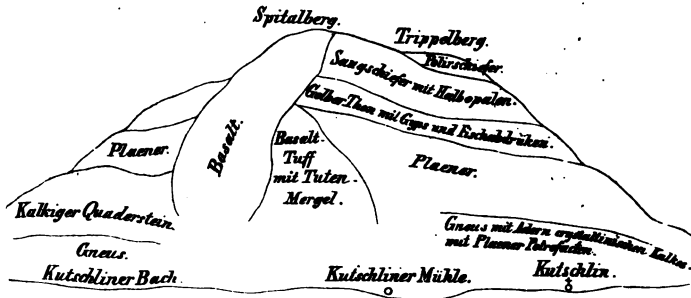 Spitalberg.
Trippelberg.
Polirschiefer.
Saugschiefer mit Halbopalen.
Gelber Thon mit Gyps und Fischabdrüken.
Basalt.
Plaener.
Basalt-
Tuff
mit Tuten-
Mergel.
Plaener.
Kalkiger Quaderstein.
Gneus mit Adern crystallinischen Kalkes.
mit Plaener Petrefacten.
Gneus.
Kutschliner Bach.
Kutschliner Mühle.
Kutschlin.